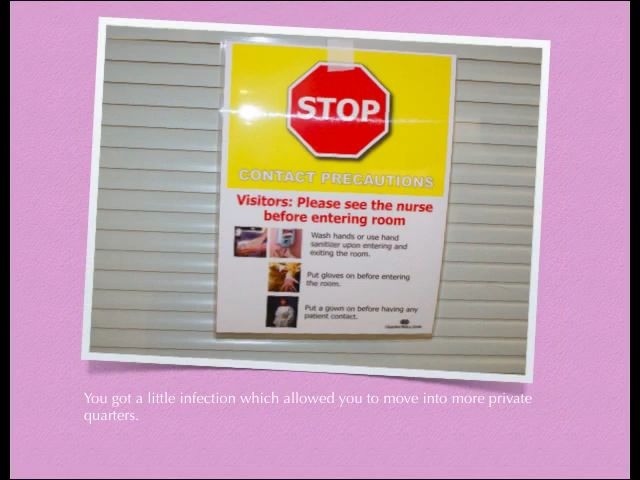 STOP
CONTACT PRECAUTIONS
Visitors: Please see the nurse
before entering room
Wash hands or use hand
sanitizer upon entering and
exiting the room.
Put gloves on before entering
the room.
Put a gown on before having any
patient contact.
You got a little infection which allowed you to move into more private
quarters.